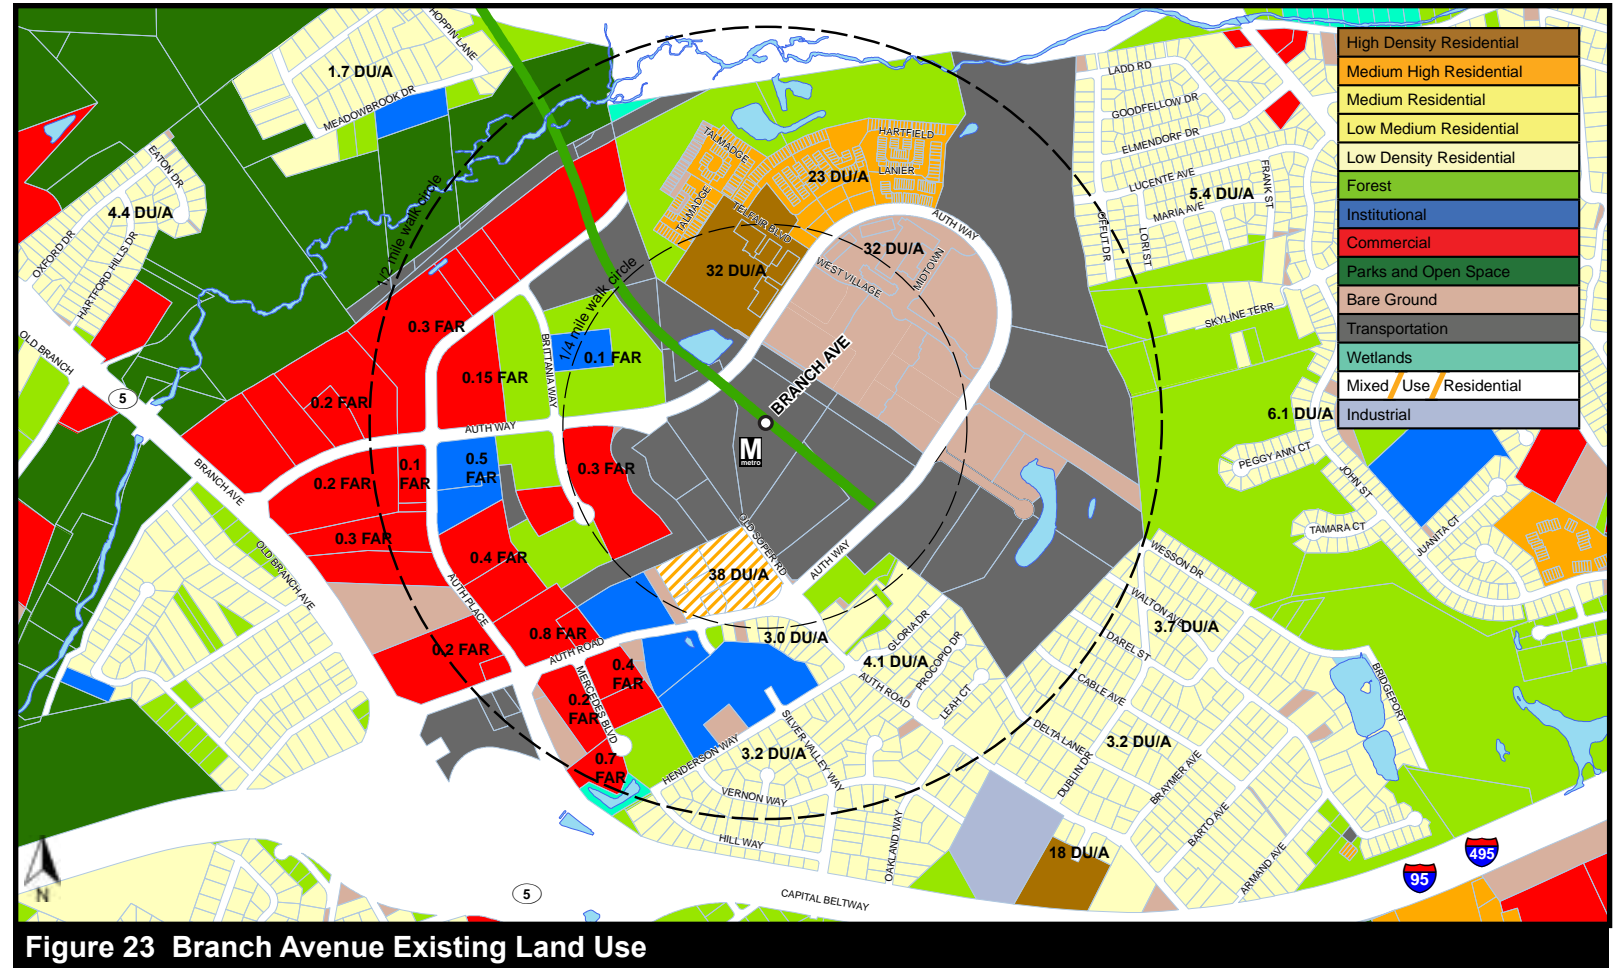 HOPPIN LANE
1.7 DU/A
MEADOWBROOK DR
EATON DR
4.4 DU/A
OXFORD DR
HARTFORD HILLS DR
OLD BRANCH
5
1/2 mile walk circle
1/4 mile walk circle
TALMADGE
TALMADGE
TELFAIR BLVD
HARTFIELD
LANIER
23 DU/A
32 DU/A
32 DU/A
AUTH WAY
WEST VILLAGE
MIDTOWN
LADD RD
GOODFELLOW DR
ELMENDORF DR
LUCENTE AVE
5.4 DU/A
MARIA AVE
FRANK ST
OFFUT DR
LORI ST
SKYLINE TERR
6.1 DU/A
PEGGY ANN CT
JOHN ST
TAMARA CT
JUANITA CT
High Density Residential
Medium High Residential
Medium Residential
Low Medium Residential
Low Density Residential
Forest
Institutional
Commercial
Parks and Open Space
Bare Ground
Transportation
Wetlands
Mixed Use Residential
Industrial
0.3 FAR
0.15 FAR
0.2 FAR
BRITTANIA WAY
0.1 FAR
BRANCH AVE
M
metro
AUTH WAY
0.1
FAR
0.5
FAR
0.3 FAR
0.2 FAR
0.3 FAR
0.4 FAR
BRANCH AVE
OLD BRANCH AVE
AUTH PLACE
0.2 FAR
0.8 FAR
AUTH ROAD
0.4
FAR
0.2
FAR
MERCEDES BLVD
0.7
FAR
OLD SOPER RD
38 DU/A
AUTH WAY
3.0 DU/A
GLORIA DR
4.1 DU/A
PROCOPIO DR
AUTH ROAD
LEAH CT
WESSON DR
WALTON AVE
3.7 DU/A
DAREL ST
CABLE AVE
BRIDGEPORT
DELTA LANE
3.2 DU/A
DUBLIN DR
BRAYMER AVE
BARTO AVE
ARMAND AVE
HENDERSON WAY
3.2 DU/A
SILVER VALLEY WAY
VERNON WAY
HILL WAY
OAKLAND WAY
18 DU/A
CAPITAL BELTWAY
5
95
495
N
Figure 23 Branch Avenue Existing Land Use